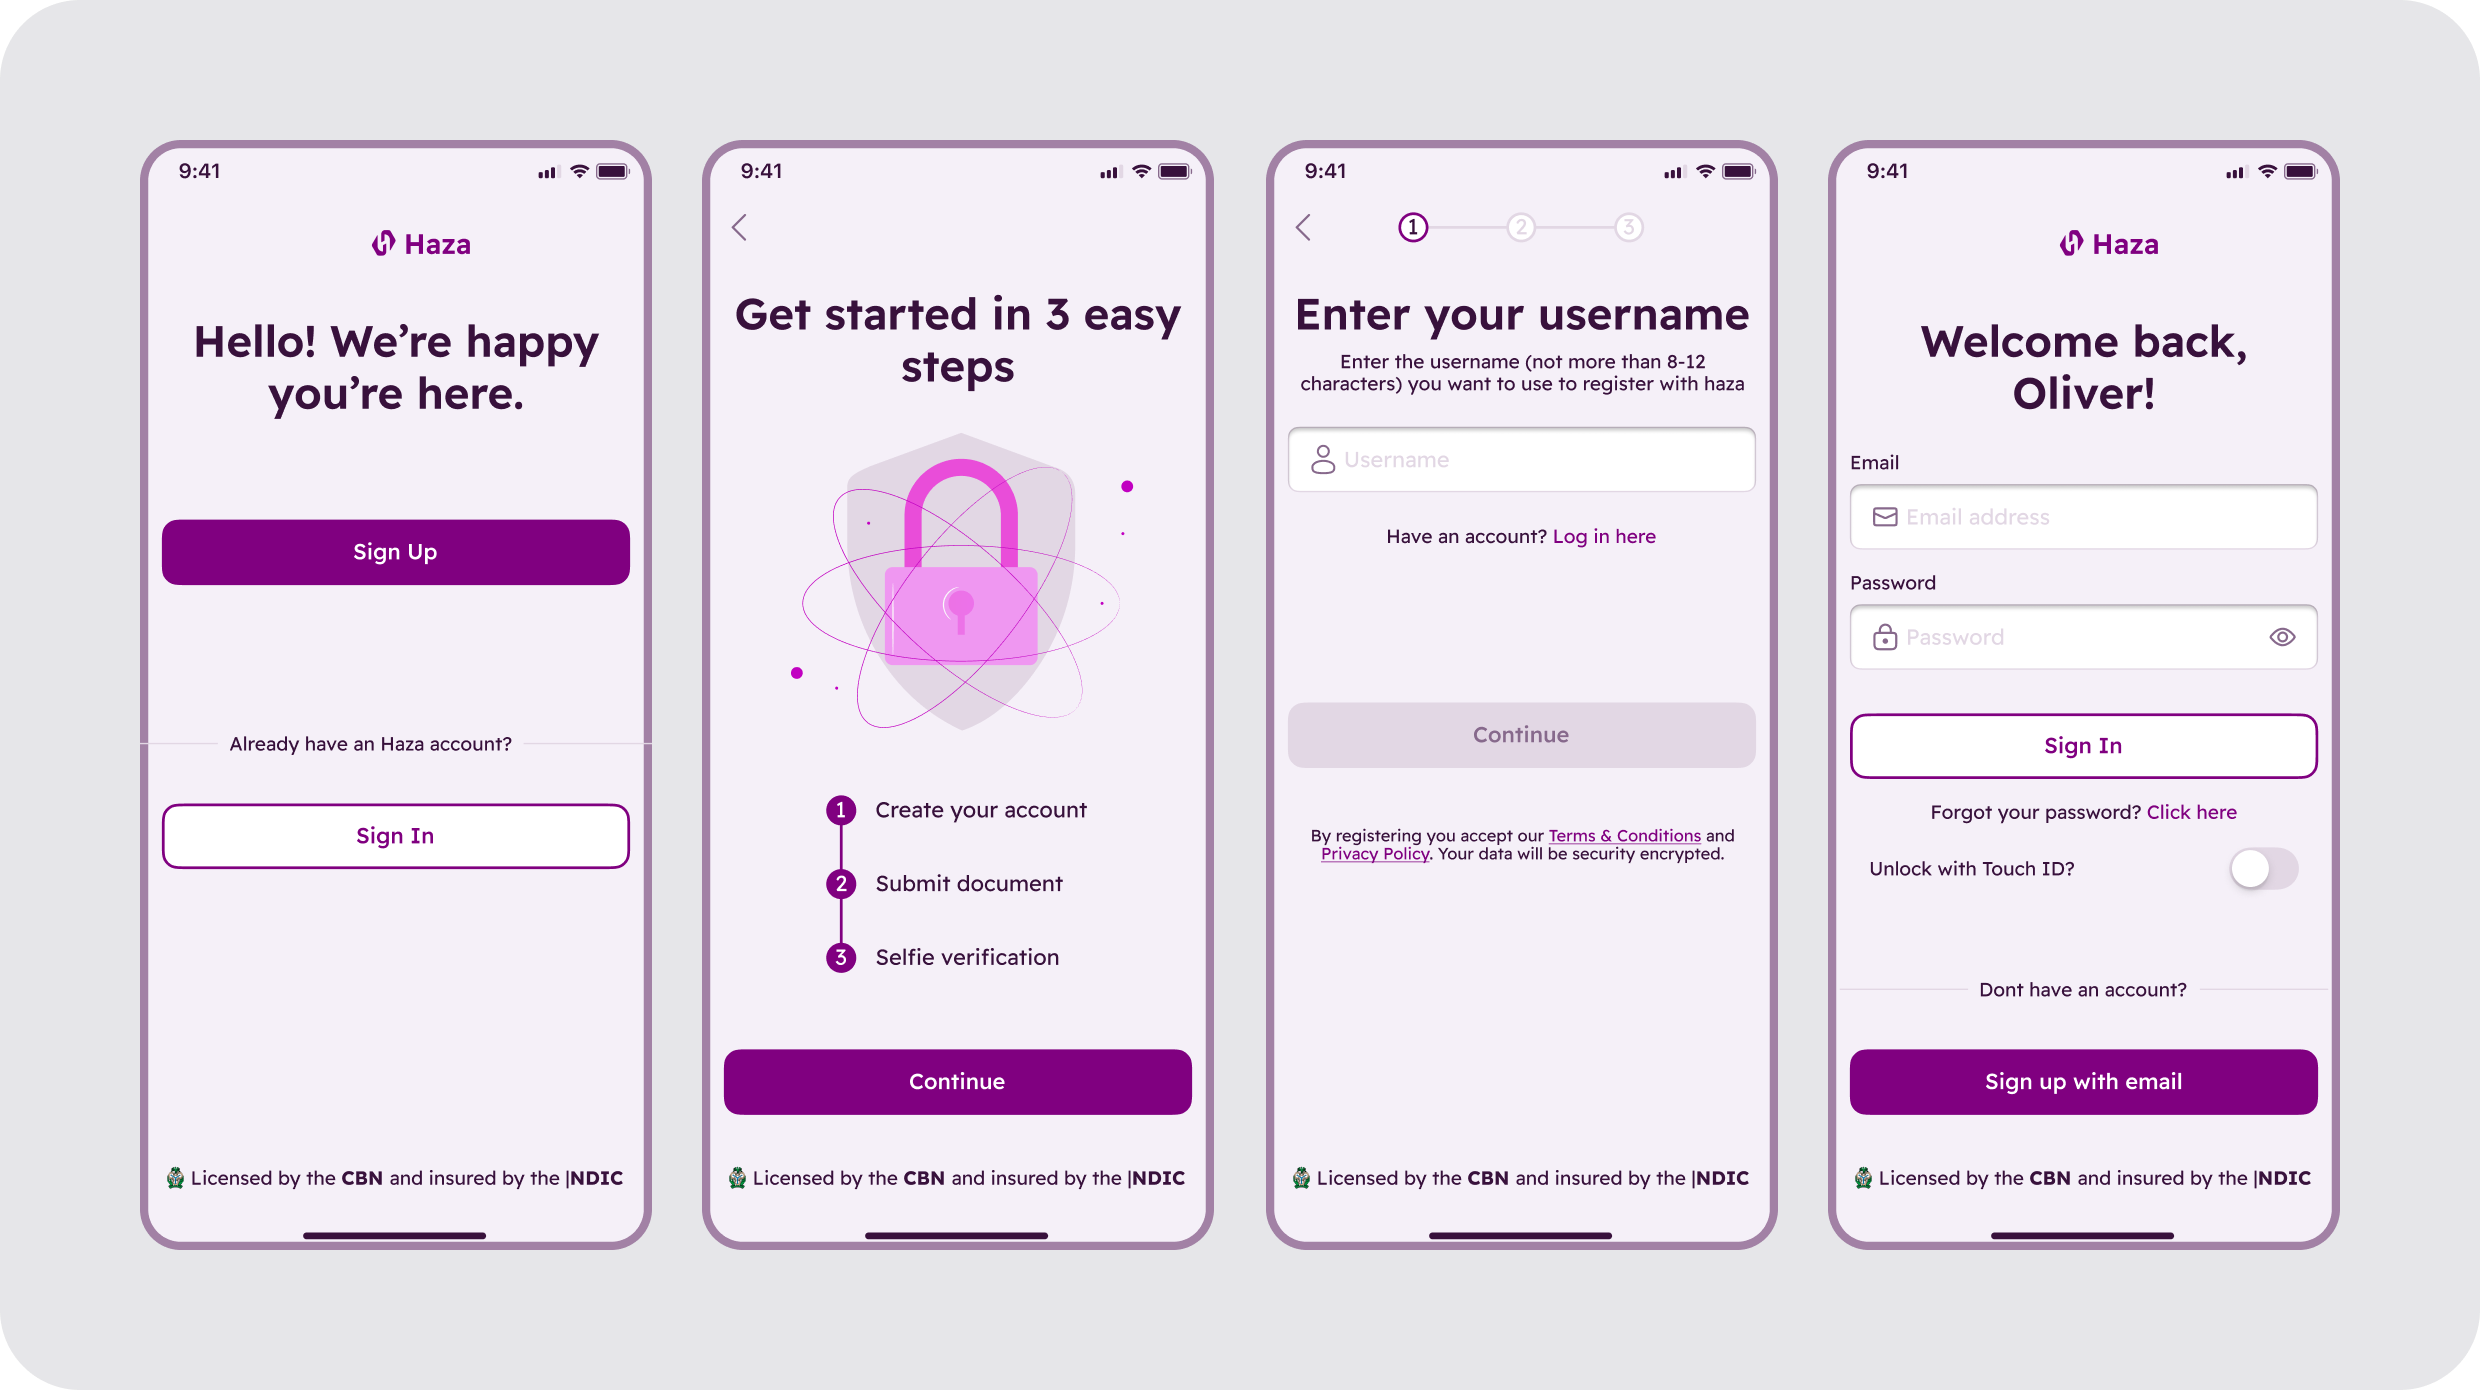 9:41
Haza
Hello! We’re happy
you’re here.
Sign Up
Already have an Haza account?
Sign In
Licensed by the CBN and insured by the |NDIC
9:41
Get started in 3 easy
steps
1 Create your account
2 Submit document
3 Selfie verification
Continue
Licensed by the CBN and insured by the |NDIC
9:41
1 2 3
Enter your username
Enter the username (not more than 8-12
characters) you want to use to register with haza
Username
Have an account? Log in here
Continue
By registering you accept our Terms & Conditions and
Privacy Policy. Your data will be security encrypted.
Licensed by the CBN and insured by the |NDIC
9:41
Haza
Welcome back,
Oliver!
Email
Email address
Password
Password
Sign In
Forgot your password? Click here
Unlock with Touch ID?
Dont have an account?
Sign up with email
Licensed by the CBN and insured by the |NDIC